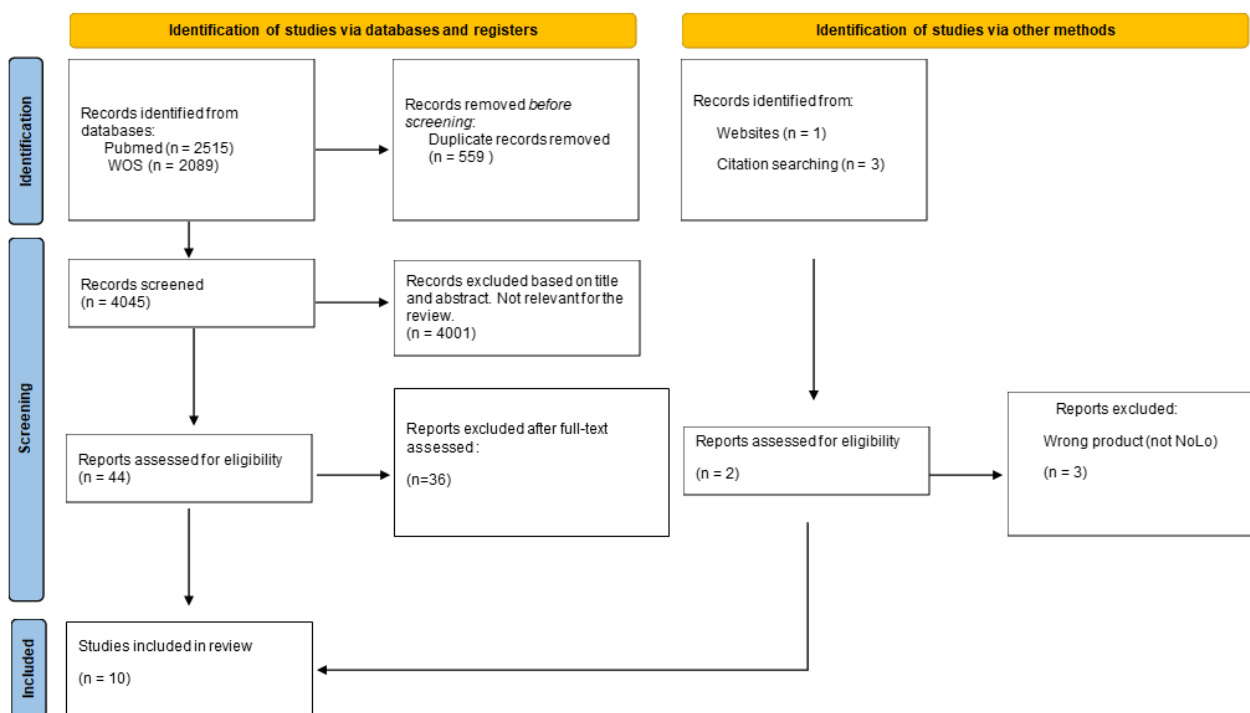 Identification of studies via databases and registers
Identification of studies via other methods
Identification
Records identified from
databases:
Pubmed (n = 2515)
WOS (n = 2089)
Records removed before
screening:
Duplicate records removed
(n = 559 )
Records identified from:
Websites (n = 1)
Citation searching (n = 3)
Screening
Records screened
(n = 4045)
Records excluded based on title
and abstract. Not relevant for the
review.
(n = 4001)
Reports assessed for eligibility
(n = 44)
Reports excluded after full-text
assessed :
(n=36)
Reports assessed for eligibility
(n = 2)
Reports excluded:
Wrong product (not NoLo)
(n = 3)
Included
Studies included in review
(n = 10)